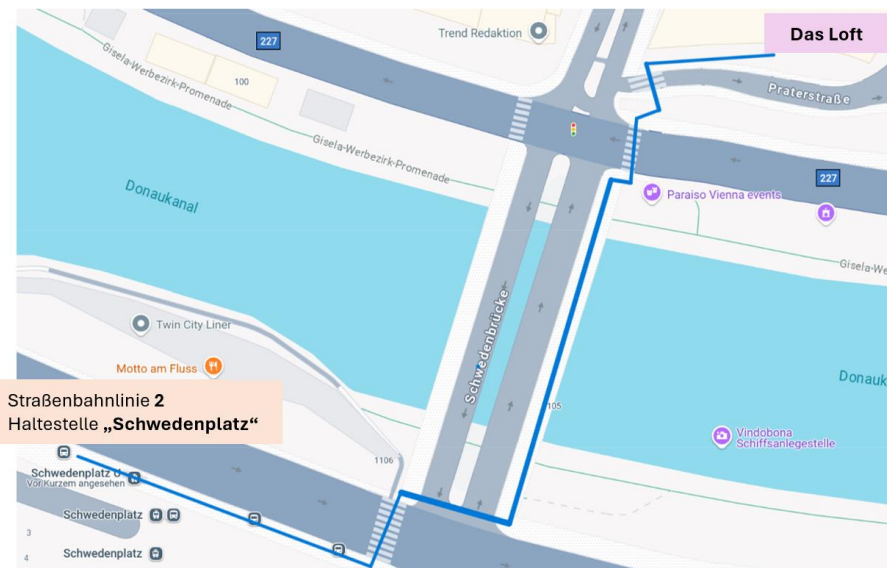 Das Loft
Trend Redaktion
227
Gisela-Werbezirk-Promenade
100
Praterstraße
Gisela-Werbezirk-Promenade
227
Paraiso Vienna events
Donaukanal
Gisela-We
Schwedenbrücke
Twin City Liner
Motto am Fluss
Donauk
Straßenbahnlinie 2
Haltestelle „Schwedenplatz“
105
Vindobona
Schiffsanlegestelle
1106
Schwedenplatz U
Vor Kurzem angesehen
Schwedenplatz
3
Schwedenplatz
4